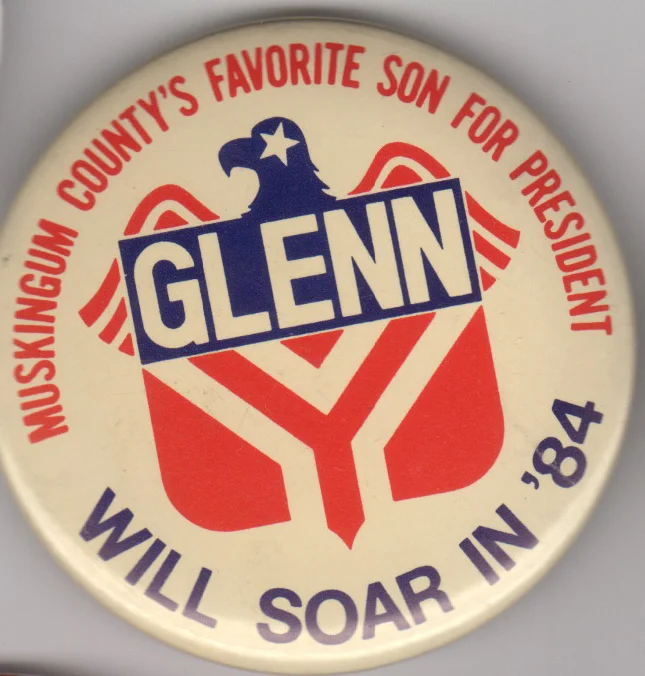 MUSKINGUM COUNTY'S FAVORITE SON FOR PRESIDENT
GLENN
WILL SOAR IN '84